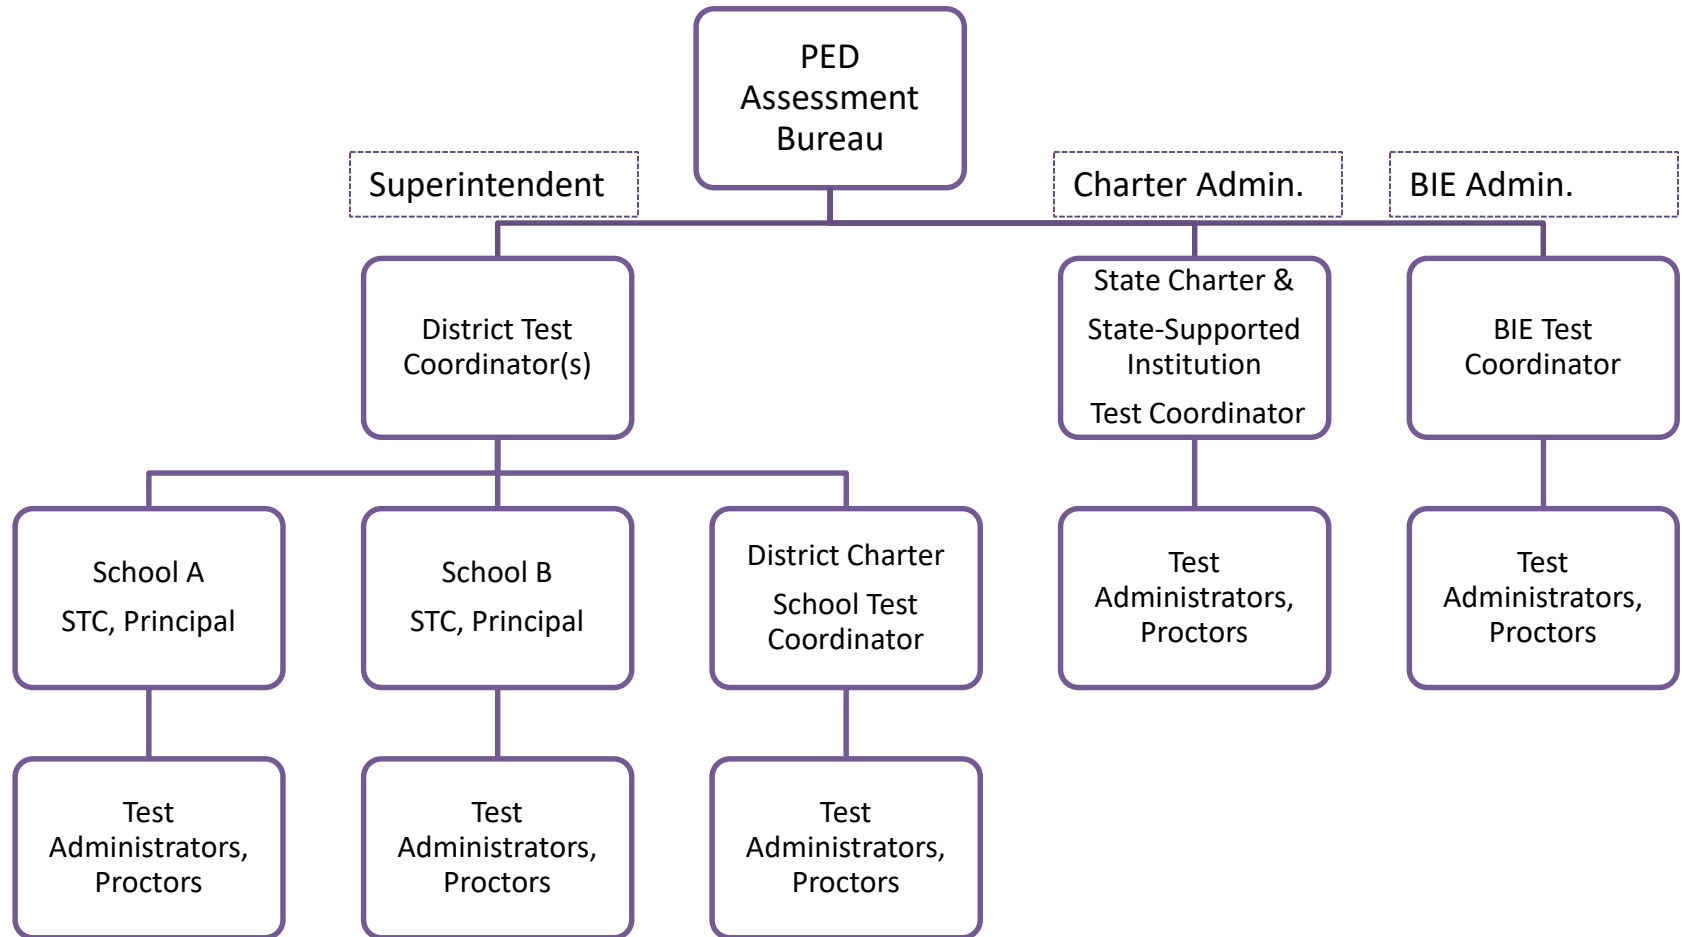 PED
Assessment
Bureau
Superintendent
Charter Admin.
BIE Admin.
District Test
Coordinator(s)
State Charter &
State-Supported
Institution
Test Coordinator
BIE Test
Coordinator
School A
STC, Principal
School B
STC, Principal
District Charter
School Test
Coordinator
Test
Administrators,
Proctors
Test
Administrators,
Proctors
Test
Administrators,
Proctors
Test
Administrators,
Proctors
Test
Administrators,
Proctors